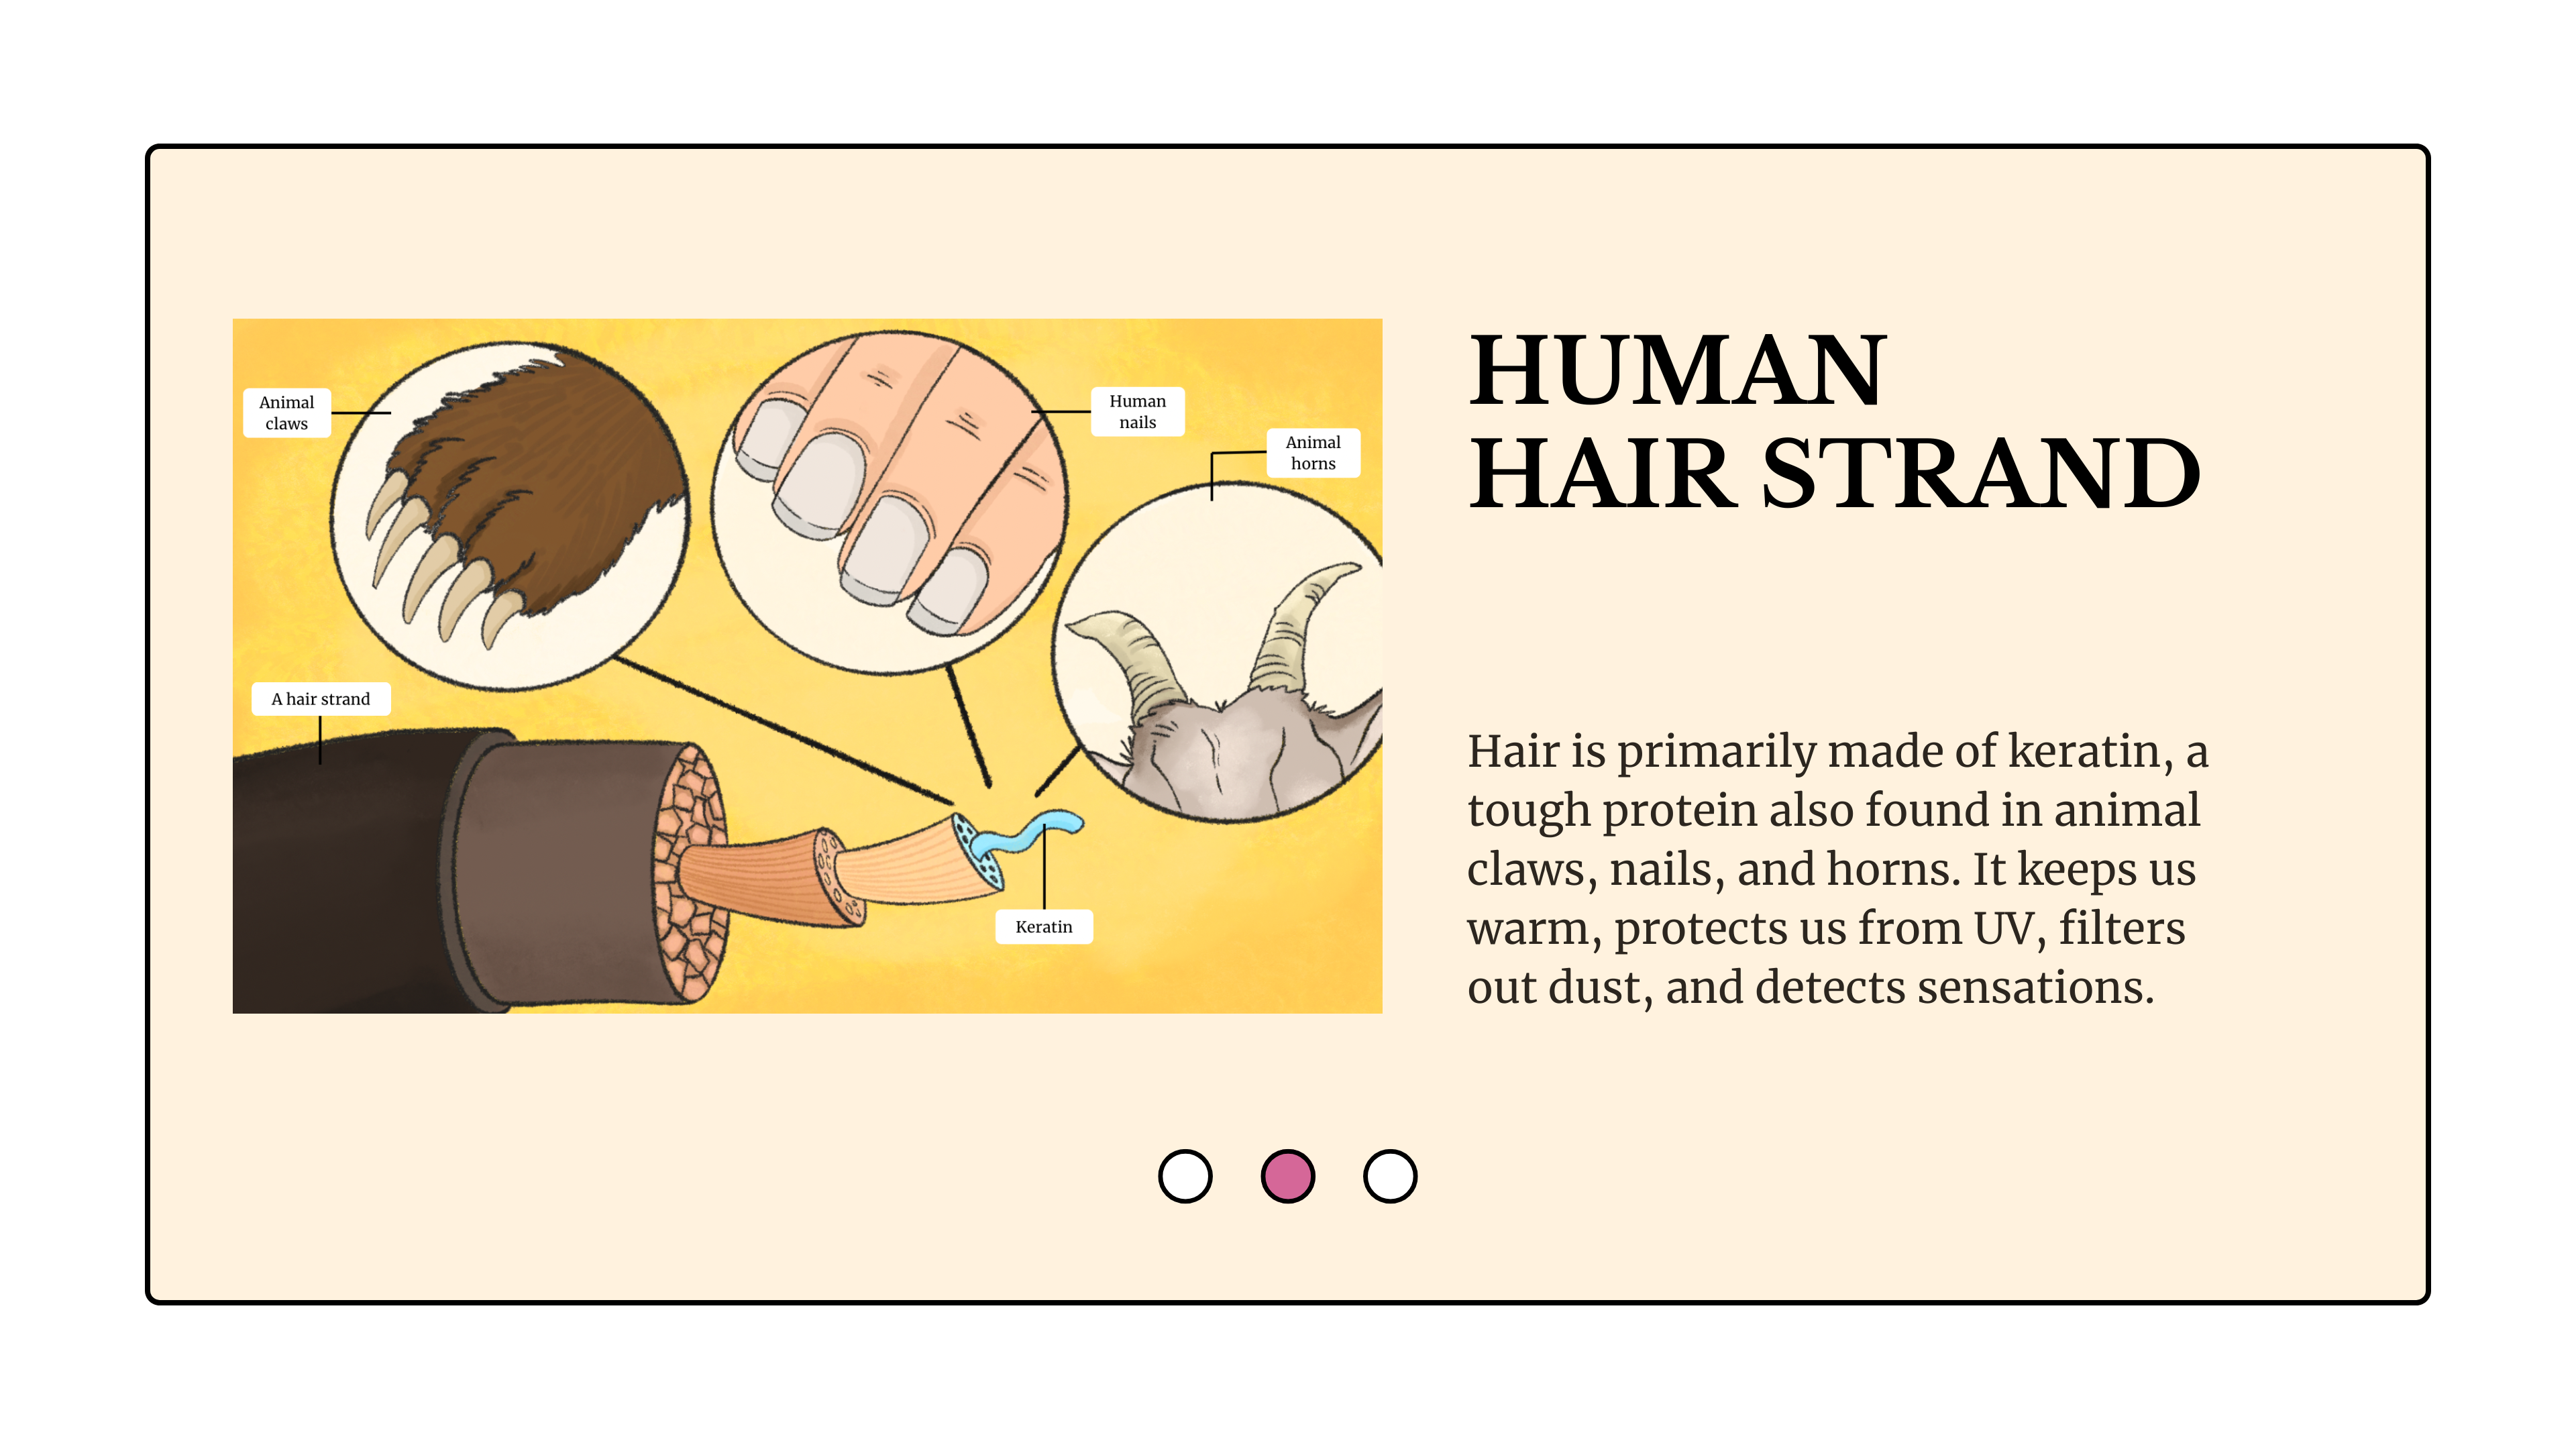 Animal
claws
Human
nails
Animal
horns
A hair strand
Keratin
HUMAN
HAIR STRAND
Hair is primarily made of keratin, a
tough protein also found in animal
claws, nails, and horns. It keeps us
warm, protects us from UV, filters
out dust, and detects sensations.